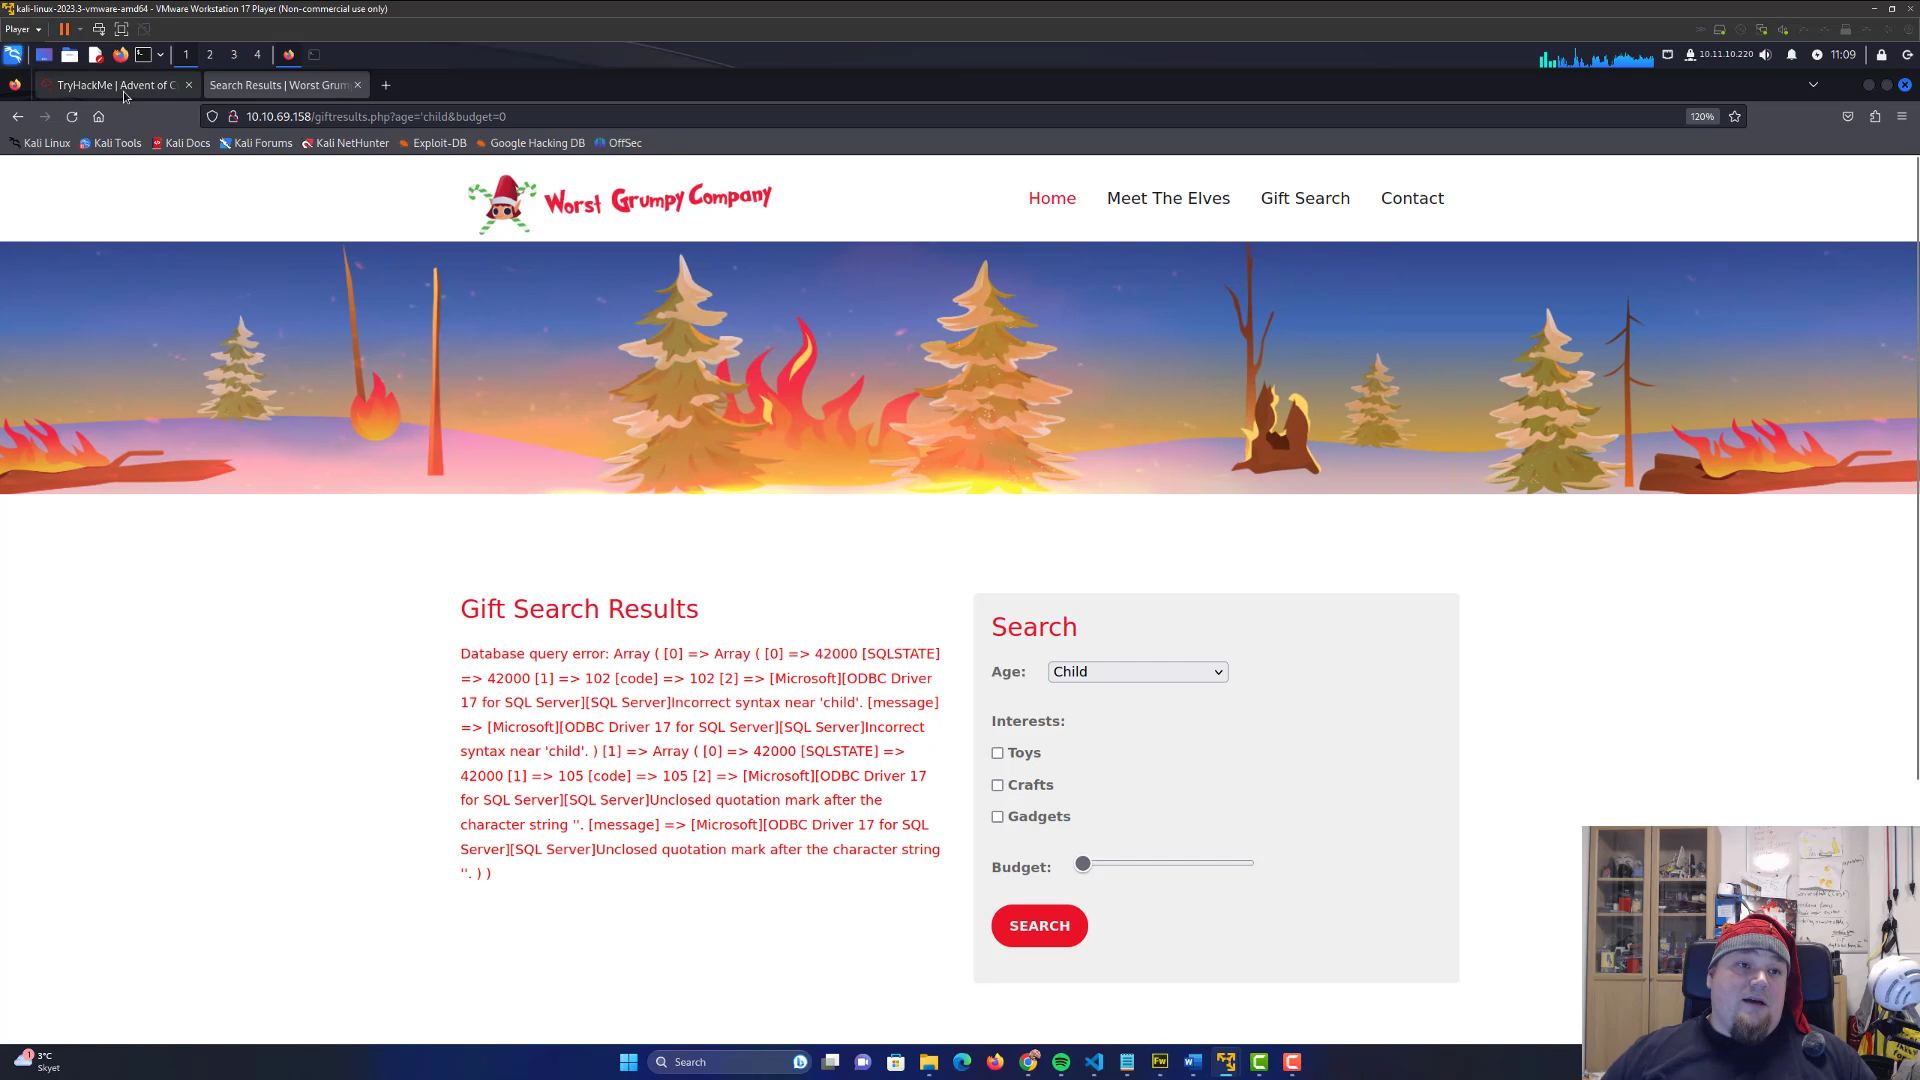 kali-linux-2023.3-vmware-amd64 - VMware Workstation 17 Player (Non-commercial use only)
Player
1 2 3 4
10.11.10.220 11:09
TryHackMe | Advent of C
Search Results | Worst Grum
10.10.69.158/giftresults.php?age='child&budget=0
120%
Kali Linux Kali Tools Kali Docs Kali Forums Kali NetHunter Exploit-DB Google Hacking DB OffSec
Worst Grumpy Company
Home Meet The Elves Gift Search Contact
Gift Search Results
Database query error: Array ( [0] => Array ( [0] => 42000 [SQLSTATE]
=> 42000 [1] => 102 [code] => 102 [2] => [Microsoft][ODBC Driver
17 for SQL Server][SQL Server]Incorrect syntax near 'child'. [message]
=> [Microsoft][ODBC Driver 17 for SQL Server][SQL Server]Incorrect
syntax near 'child'. ) [1] => Array ( [0] => 42000 [SQLSTATE] =>
42000 [1] => 105 [code] => 105 [2] => [Microsoft][ODBC Driver 17
for SQL Server][SQL Server]Unclosed quotation mark after the
character string ''. [message] => [Microsoft][ODBC Driver 17 for SQL
Server][SQL Server]Unclosed quotation mark after the character string
''. ) )
Search
Age: Child
Interests:
Toys
Crafts
Gadgets
Budget:
SEARCH
1
3°C
Skyet
Search